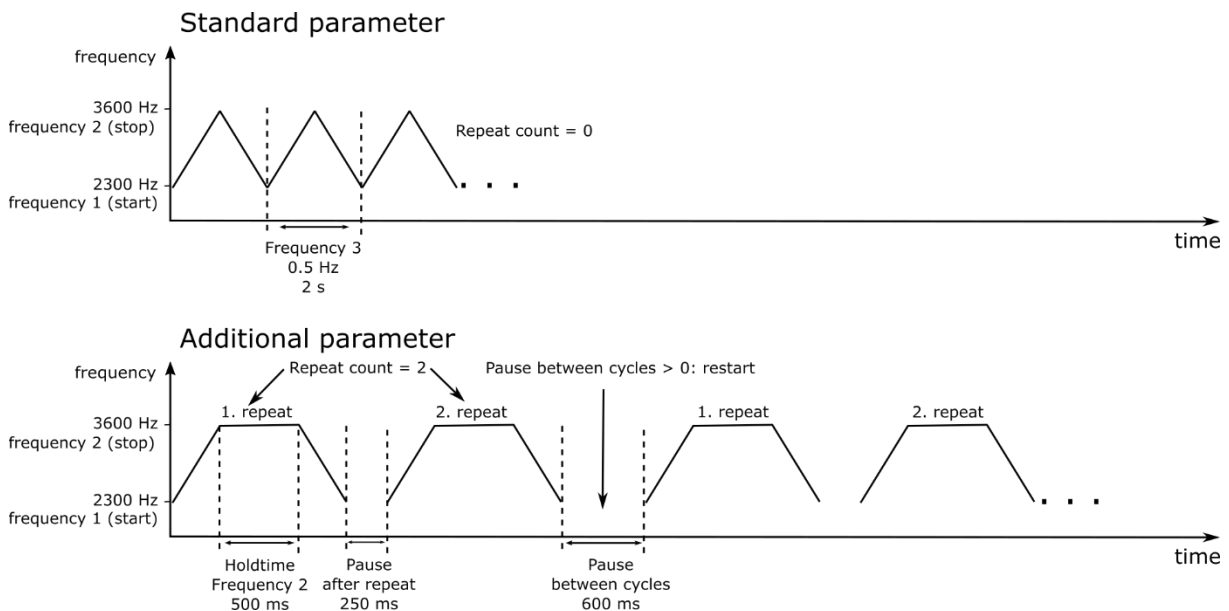 Standard parameter
frequency
3600 Hz
frequency 2 (stop)
Repeat count = 0
2300 Hz
frequency 1 (start)
. . .
time
Frequency 3
0.5 Hz
2 s
Additional parameter
frequency
Repeat count = 2
Pause between cycles > 0: restart
1. repeat
2. repeat
1. repeat
2. repeat
3600 Hz
frequency 2 (stop)
2300 Hz
frequency 1 (start)
. . .
time
Holdtime
Frequency 2
500 ms
Pause
after repeat
250 ms
Pause
between cycles
600 ms